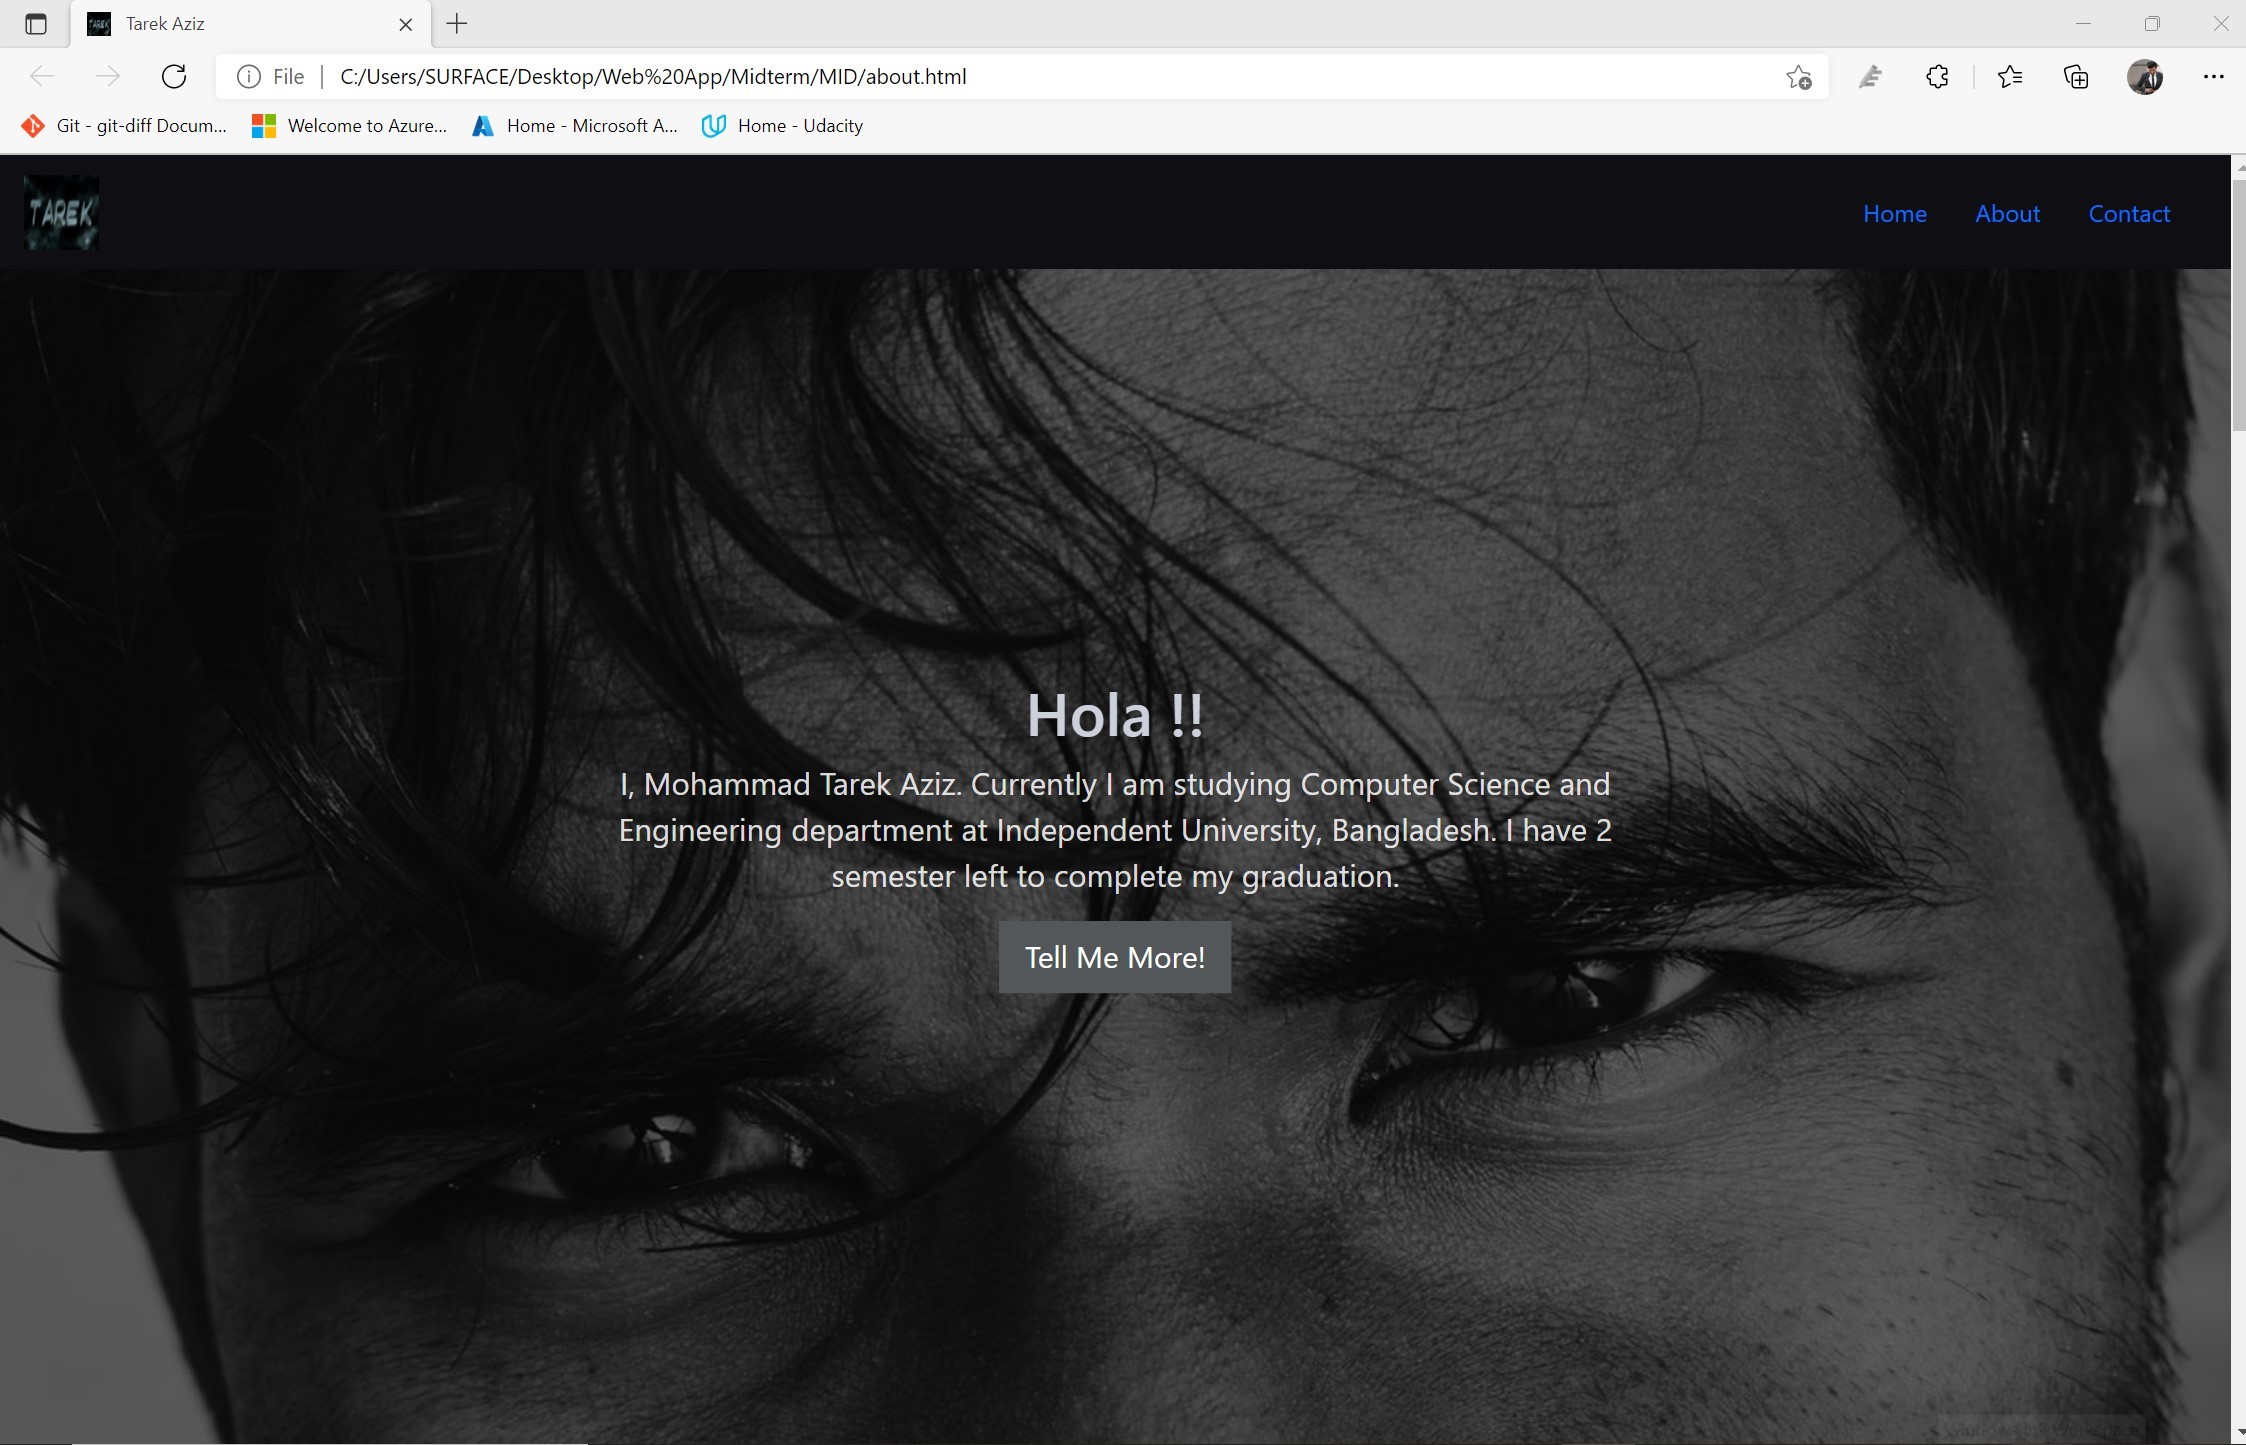 Tarek Aziz
File
C:/Users/SURFACE/Desktop/Web%20App/Midterm/MID/about.html
Git - git-diff Docum...
Welcome to Azure...
Home - Microsoft A...
Home - Udacity
TAREK
Home
About
Contact
Hola !!
I, Mohammad Tarek Aziz. Currently I am studying Computer Science and
Engineering department at Independent University, Bangladesh. I have 2
semester left to complete my graduation.
Tell Me More!